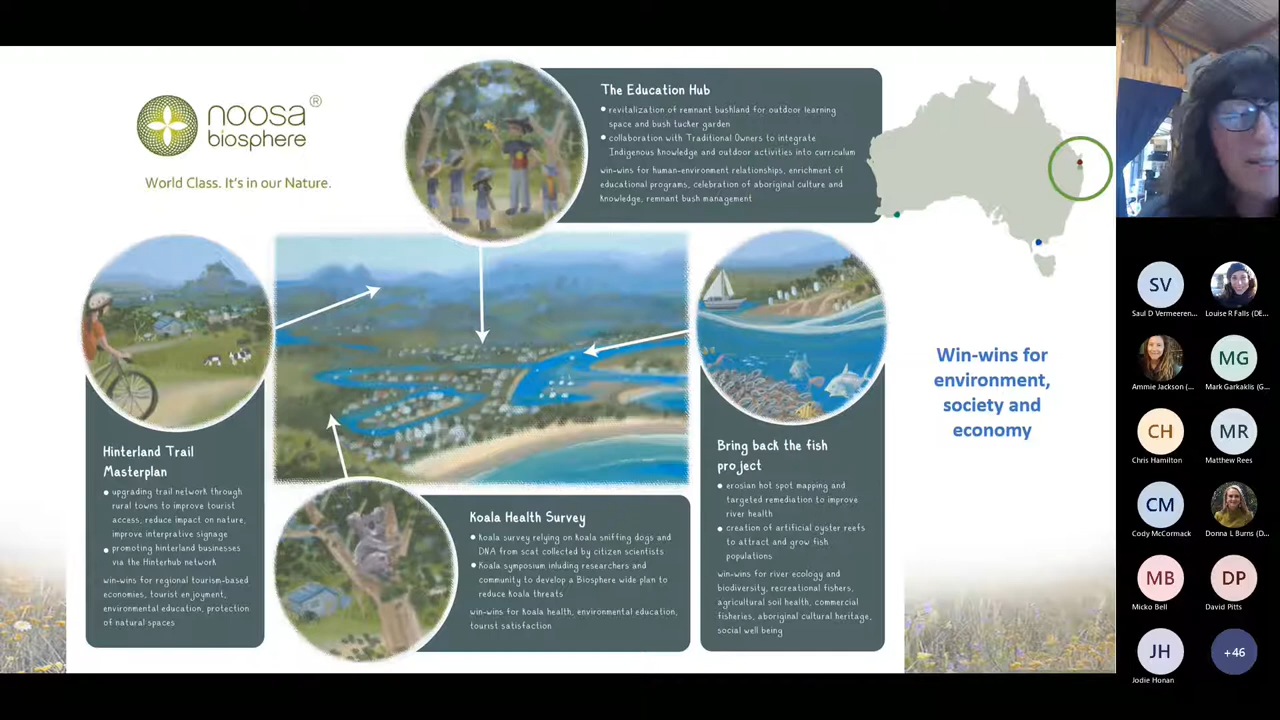 noosa
biosphere
®
World Class. It's in our Nature.
The Education Hub
• revitalization of remnant bushland for outdoor learning
space and bush tucker garden
• collaboration with Traditional Owners to integrate
Indigenous Knowledge and outdoor activities into curriculum
win-wins for human-environment relationships, enrichment of
educational programs, celebration of aboriginal culture and
knowledge, remnant bush management
Hinterland Trail
Masterplan
• upgrading trail network through
rural towns to improve tourist
access, reduce impact on nature,
improve interprative signage
• promoting hinterland businesses
via the Hinterhub network
win-wins for regional tourism-based
economies, tourist enjoyment,
environmental education, protection
of natural spaces
Koala Health Survey
• Koala survey relying on Koala sniffing dogs and
DNA from scat collected by citizen scientists
• Koala symposium inluding researchers and
community to develop a Biosphere wide plan to
reduce Koala threats
win-wins for Koala health, environmental education,
tourist satisfaction
Bring back the fish
project
• erosian hot spot mapping and
targeted remediation to improve
river health
• creation of artificial oyster reefs
to attract and grow fish
populations
win-wins for river ecology and
biodiversity, recreational fishers,
agricultural soil health, commercial
fisheries, aboriginal cultural heritage,
social well being
Win-wins for
environment,
society and
economy
SV
Saul D Vermeeren...
Louise R Falls (DE...
Ammie Jackson (...
MG
Mark Garkaklis (G...
CH
Chris Hamilton
MR
Matthew Rees
CM
Cody McCormack
Donna L Burns (D...
MB
Micko Bell
DP
David Pitts
JH
Jodie Honan
+46